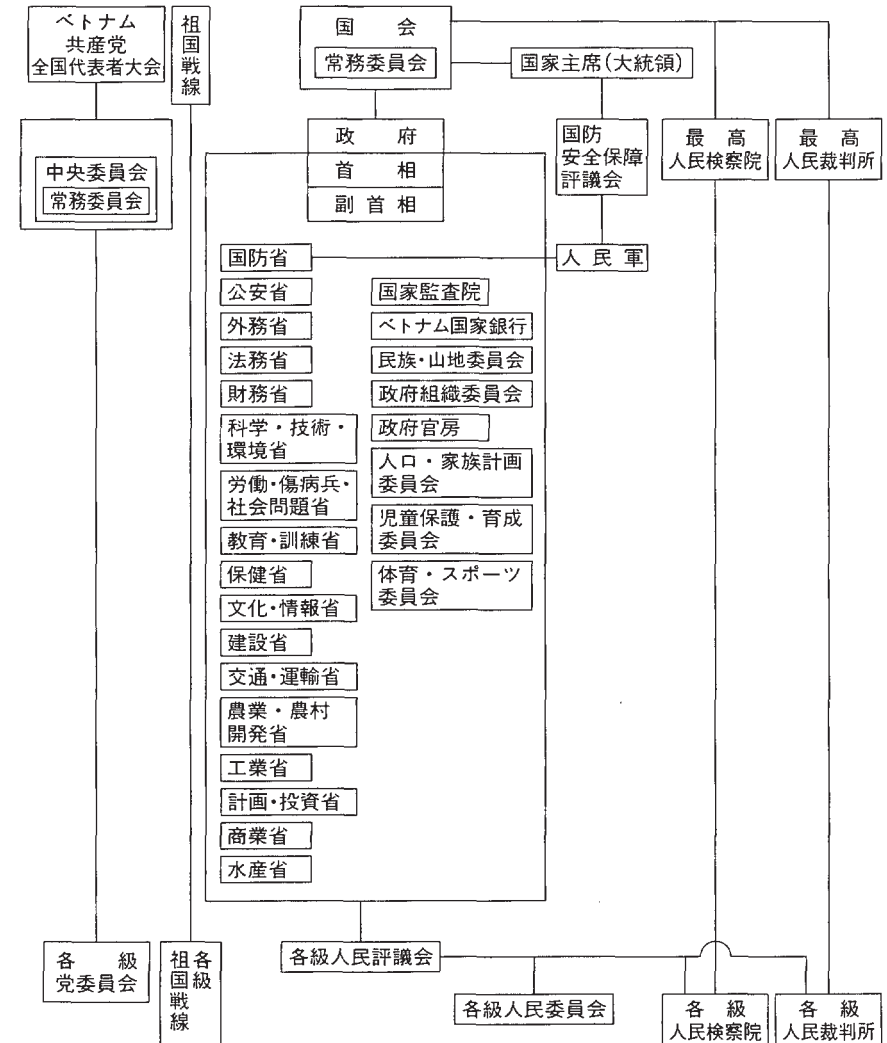 ベトナム
共産党
全国代表者大会
祖国戦線
国会
常務委員会
国家主席(大統領)
中央委員会
常務委員会
政府
首相
副首相
国防
安全保障
評議会
最高
人民検察院
最高
人民裁判所
国防省
人民軍
公安省
国家監査院
外務省
ベトナム国家銀行
法務省
民族・山地委員会
財務省
政府組織委員会
科学・技術・
環境省
政府官房
労働・傷病兵・
社会問題省
人口・家族計画
委員会
教育・訓練省
児童保護・育成
委員会
保健省
体育・スポーツ
委員会
文化・情報省
建設省
交通・運輸省
農業・農村
開発省
工業省
計画・投資省
商業省
水産省
各級
党委員会
各級
祖国戦線
各級人民評議会
各級人民委員会
各級
人民検察院
各級
人民裁判所